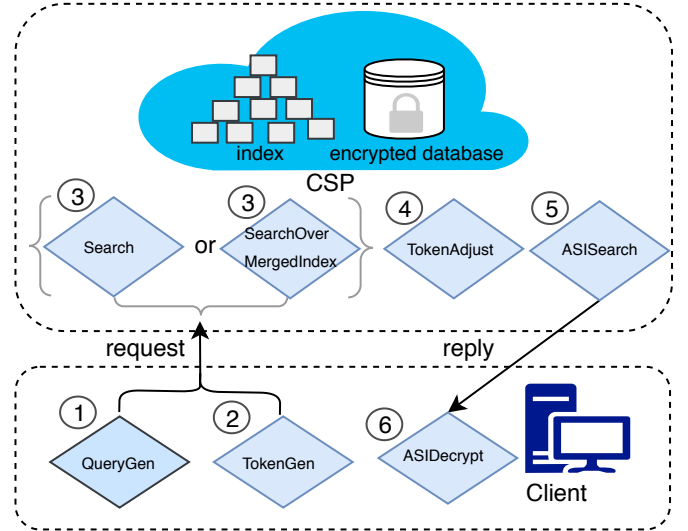 index
encrypted database
CSP
3
3
4
5
Search
or
SearchOver
MergedIndex
TokenAdjust
ASISearch
request
reply
1
2
6
QueryGen
TokenGen
ASIDecrypt
Client